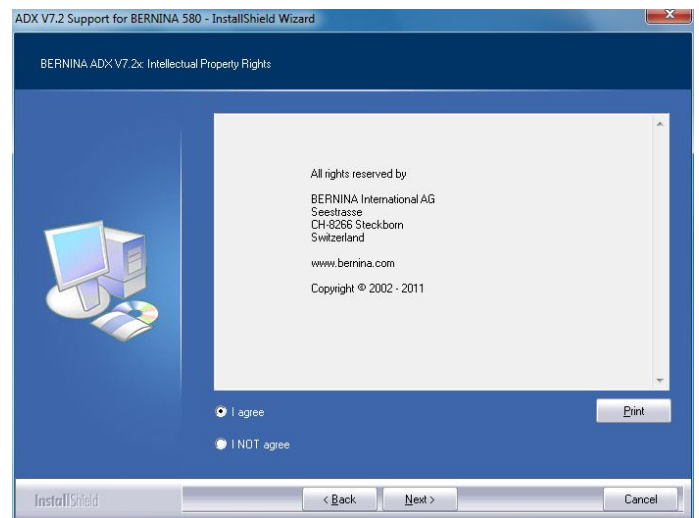 ADX V7.2 Support for BERNINA 580 - InstallShield Wizard
BERNINA ADX V7.2x: Intellectual Property Rights
All rights reserved by
BERNINA International AG
Seestrasse
CH-8266 Steckborn
Switzerland
www.bernina.com
Copyright © 2002 - 2011
I agree
Print
I NOT agree
InstallShield
< Back
Next >
Cancel